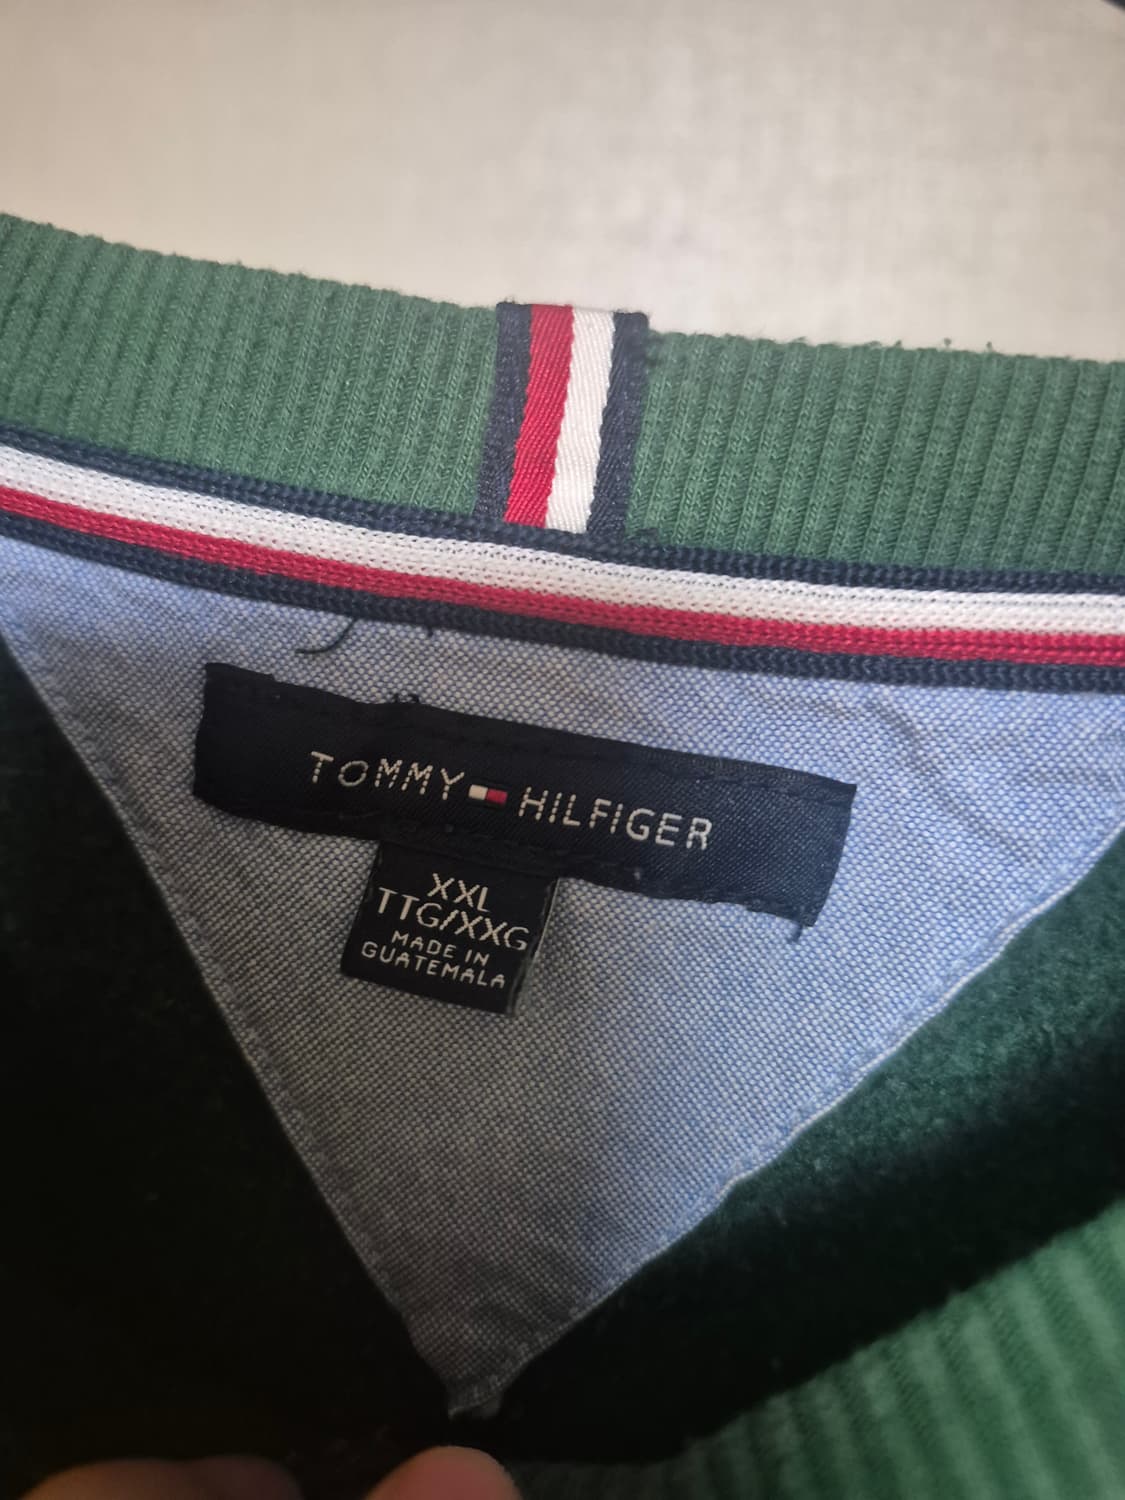 TOMMY HILFIGER
XXL
TTG/XXG
MADE IN
GUATEMALA